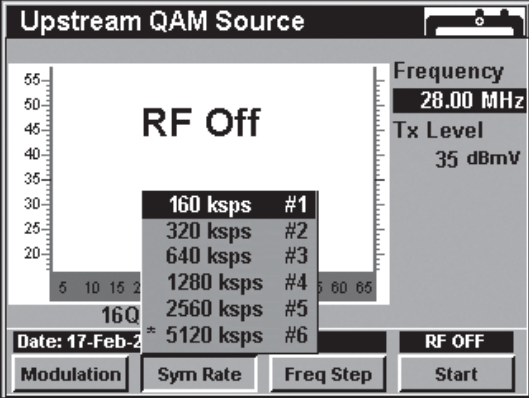 Upstream QAM Source
Frequency
28.00 MHz
Tx Level
35 dBmV
RF Off
55
50
45
40
35
30
25
20
160 ksps #1
320 ksps #2
640 ksps #3
1280 ksps #4
2560 ksps #5
* 5120 ksps #6
5 10 15 2 5 60 65
16Q
Date: 17-Feb-2
RF OFF
Modulation
Sym Rate
Freq Step
Start